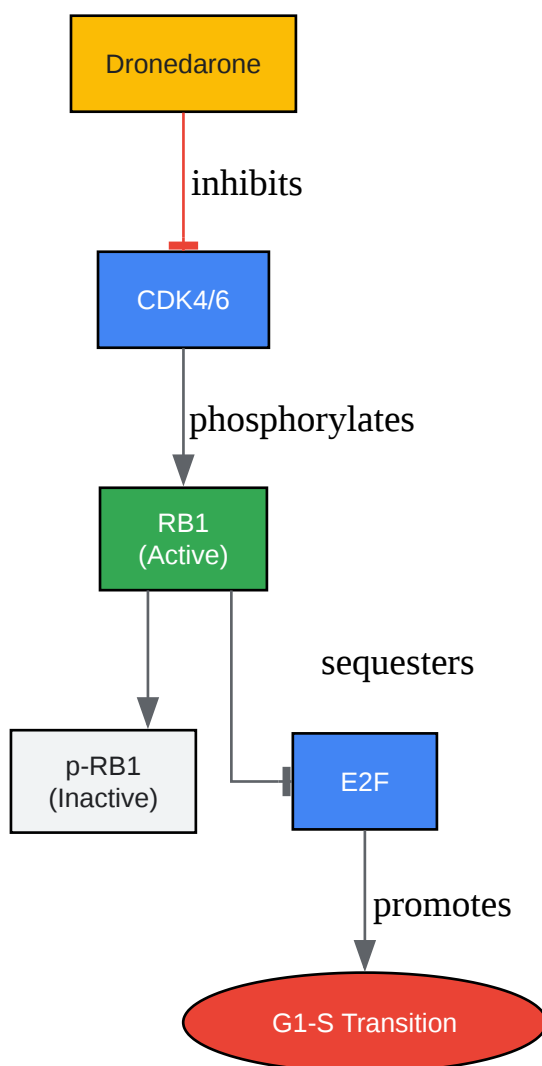 Dronedarone
inhibits
CDK4/6
phosphorylates
RB1
(Active)
sequesters
p-RB1
(Inactive)
E2F
promotes
G1-S Transition